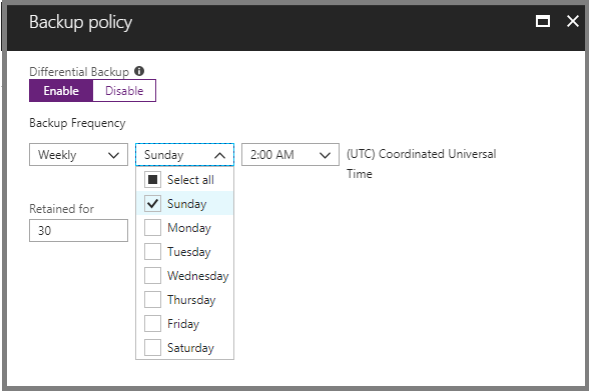 Backup policy
Differential Backup
Enable Disable
Backup Frequency
Weekly Sunday 2:00 AM (UTC) Coordinated Universal
Time
Select all
Sunday
Monday
Tuesday
Wednesday
Thursday
Friday
Saturday
Retained for
30